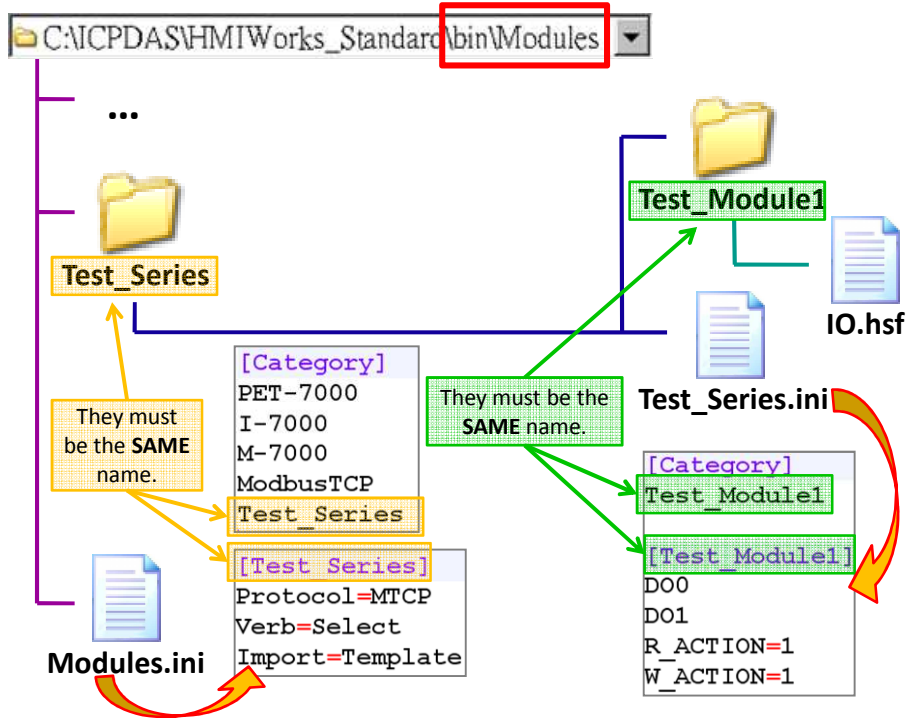 C:\ICPDAS\HMIWorks_Standard\bin\Modules
...
Test_Series
Test_Module1
IO.hsf
Test_Series.ini
They must
be the SAME
name.
[Category]
PET-7000
I-7000
M-7000
ModbusTCP
Test_Series
[Test_Series]
Protocol=MTCP
Verb=Select
Import=Template
Modules.ini
They must be the
SAME name.
[Category]
Test_Module1
[Test_Module1]
DO0
DO1
R_ACTION=1
W_ACTION=1